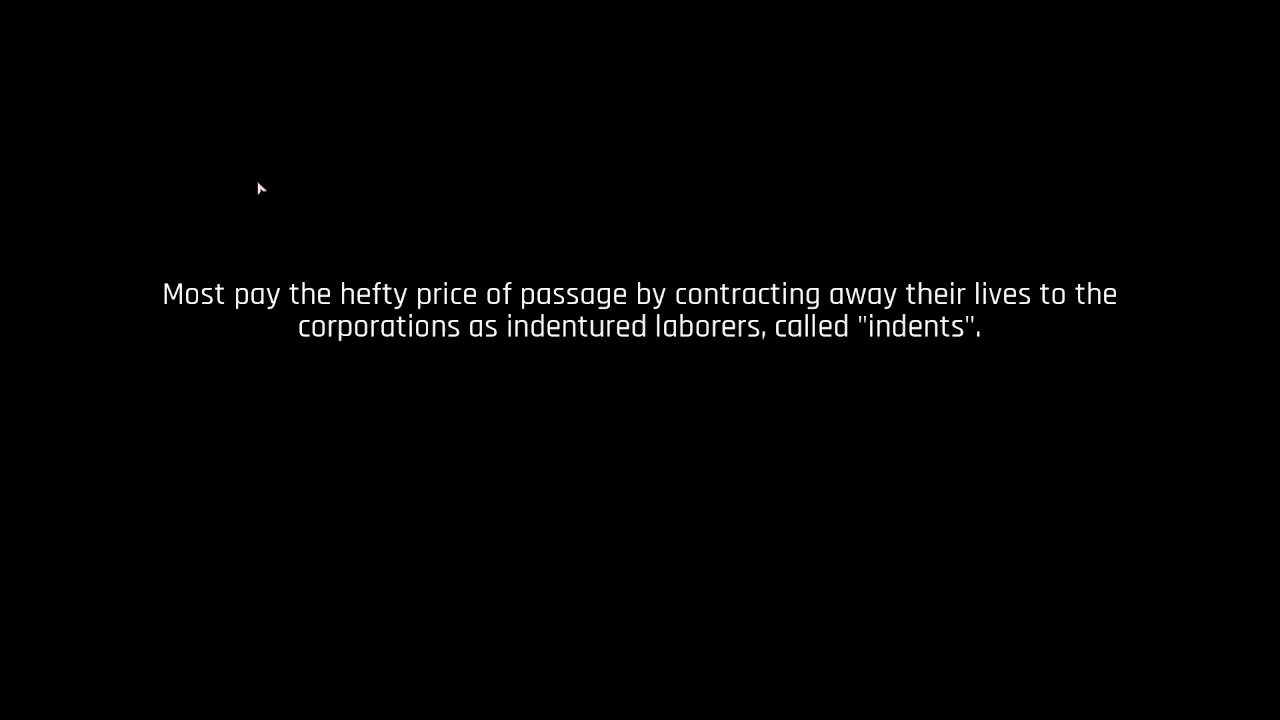 Most pay the hefty price of passage by contracting away their lives to the
corporations as indentured laborers, called "indents".